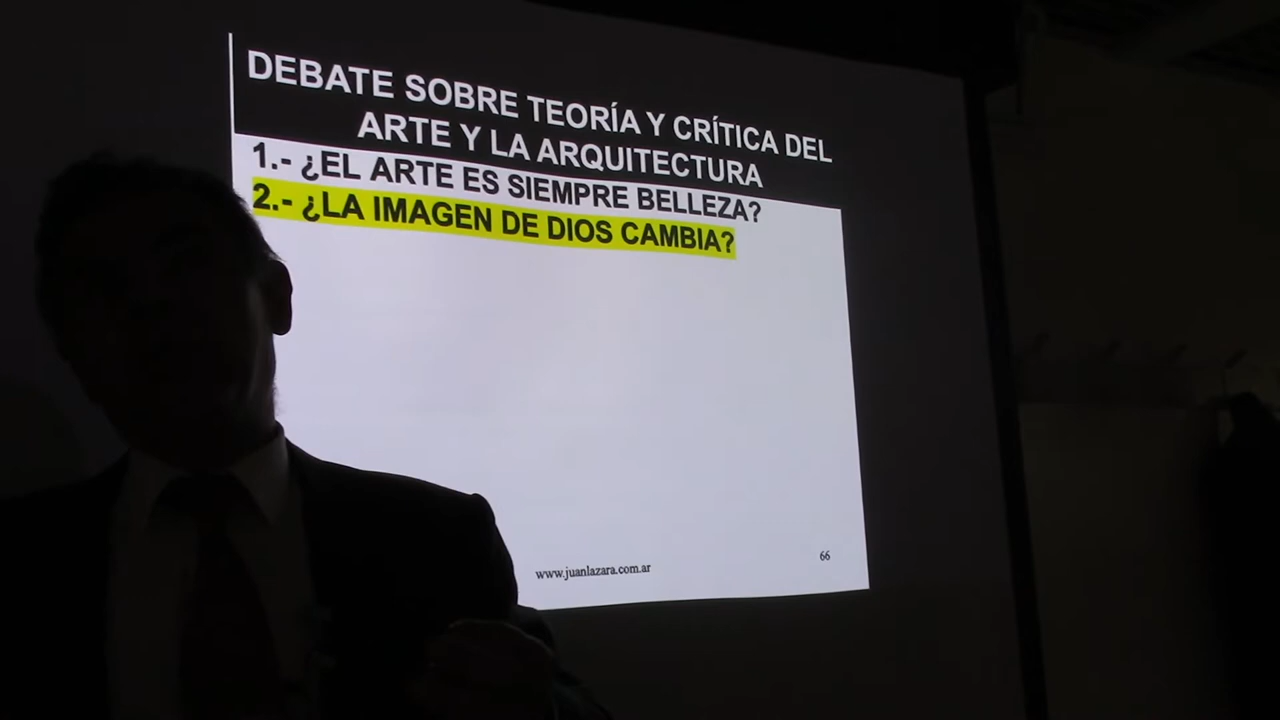 DEBATE SOBRE TEORÍA Y CRÍTICA DEL
ARTE Y LA ARQUITECTURA
1.- ¿EL ARTE ES SIEMPRE BELLEZA?
2.- ¿LA IMAGEN DE DIOS CAMBIA?
www.juanlazara.com.ar
66